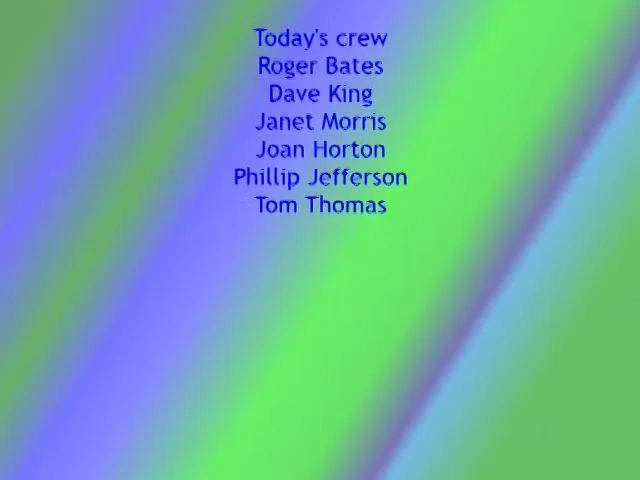 Today's crew
Roger Bates
Dave King
Janet Morris
Joan Horton
Phillip Jefferson
Tom Thomas